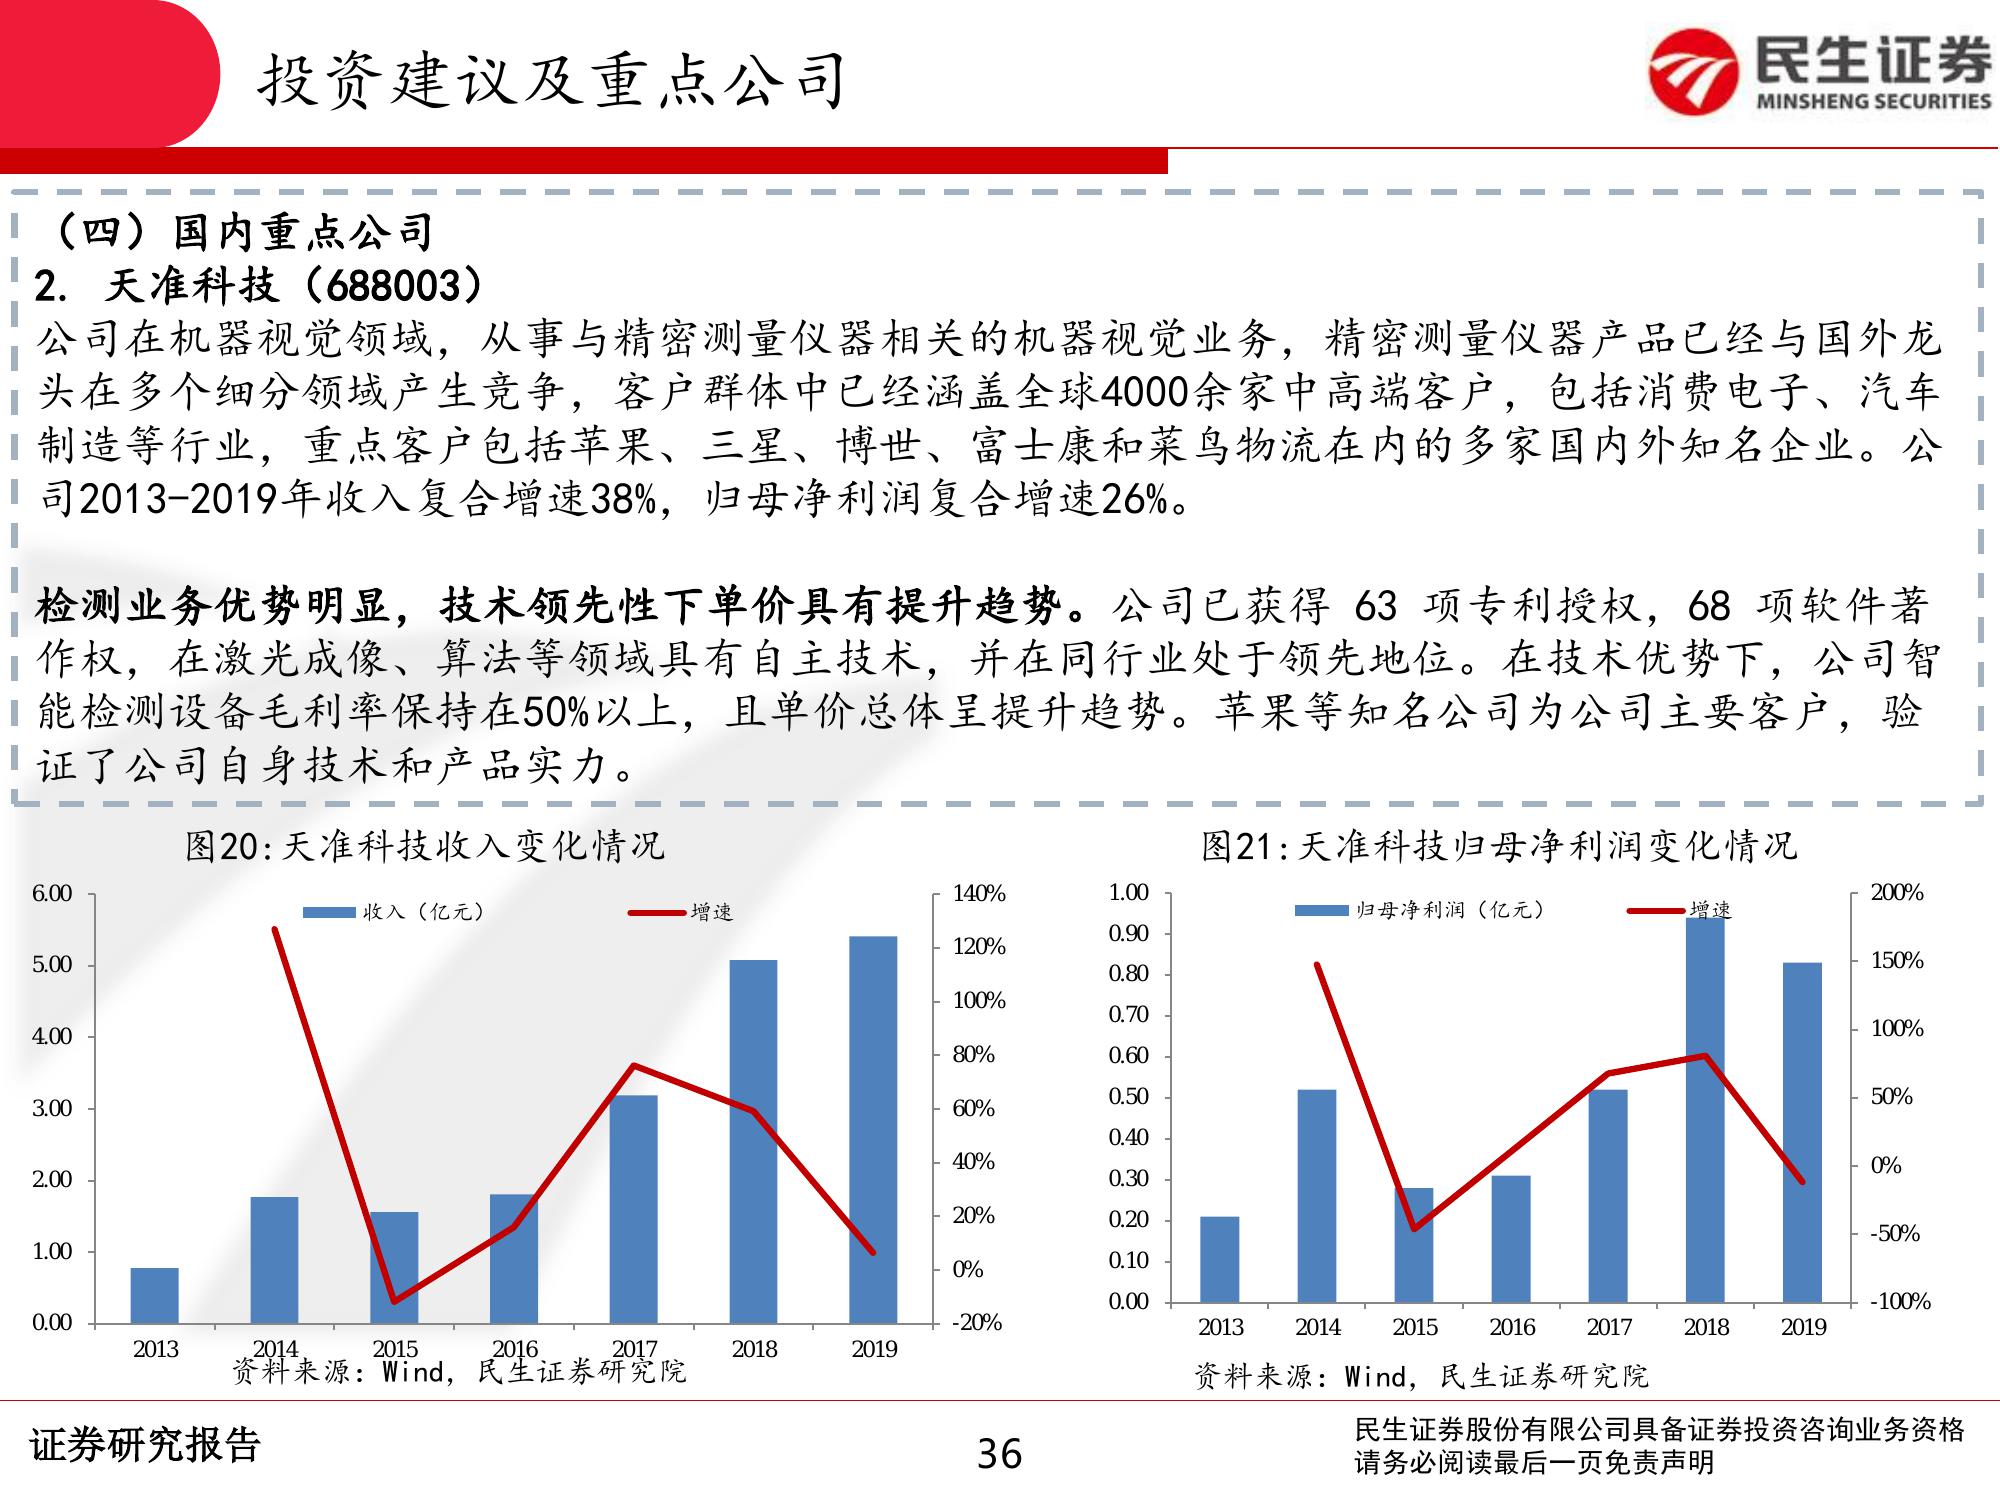 投资建议及重点公司
民生证券
MINSHENG SECURITIES
（四）国内重点公司
2. 天准科技（688003）
公司在机器视觉领域，从事与精密测量仪器相关的机器视觉业务，精密测量仪器产品已经与国外龙
头在多个细分领域产生竞争，客户群体中已经涵盖全球4000余家中高端客户，包括消费电子、汽车
制造等行业，重点客户包括苹果、三星、博世、富士康和菜鸟物流在内的多家国内外知名企业。公
司2013-2019年收入复合增速38%，归母净利润复合增速26%。
检测业务优势明显，技术领先性下单价具有提升趋势。公司已获得 63 项专利授权，68 项软件著
作权，在激光成像、算法等领域具有自主技术，并在同行业处于领先地位。在技术优势下，公司智
能检测设备毛利率保持在50%以上，且单价总体呈提升趋势。苹果等知名公司为公司主要客户，验
证了公司自身技术和产品实力。
图20:天准科技收入变化情况
收入（亿元）
增速
6.00
5.00
4.00
3.00
2.00
1.00
0.00
140%
120%
100%
80%
60%
40%
20%
0%
-20%
2013 2014 2015 2016 2017 2018 2019
资料来源：Wind，民生证券研究院
图21:天准科技归母净利润变化情况
归母净利润（亿元）
增速
1.00
0.90
0.80
0.70
0.60
0.50
0.40
0.30
0.20
0.10
0.00
200%
150%
100%
50%
0%
-50%
-100%
2013 2014 2015 2016 2017 2018 2019
资料来源：Wind，民生证券研究院
证券研究报告
36
民生证券股份有限公司具备证券投资咨询业务资格
请务必阅读最后一页免责声明